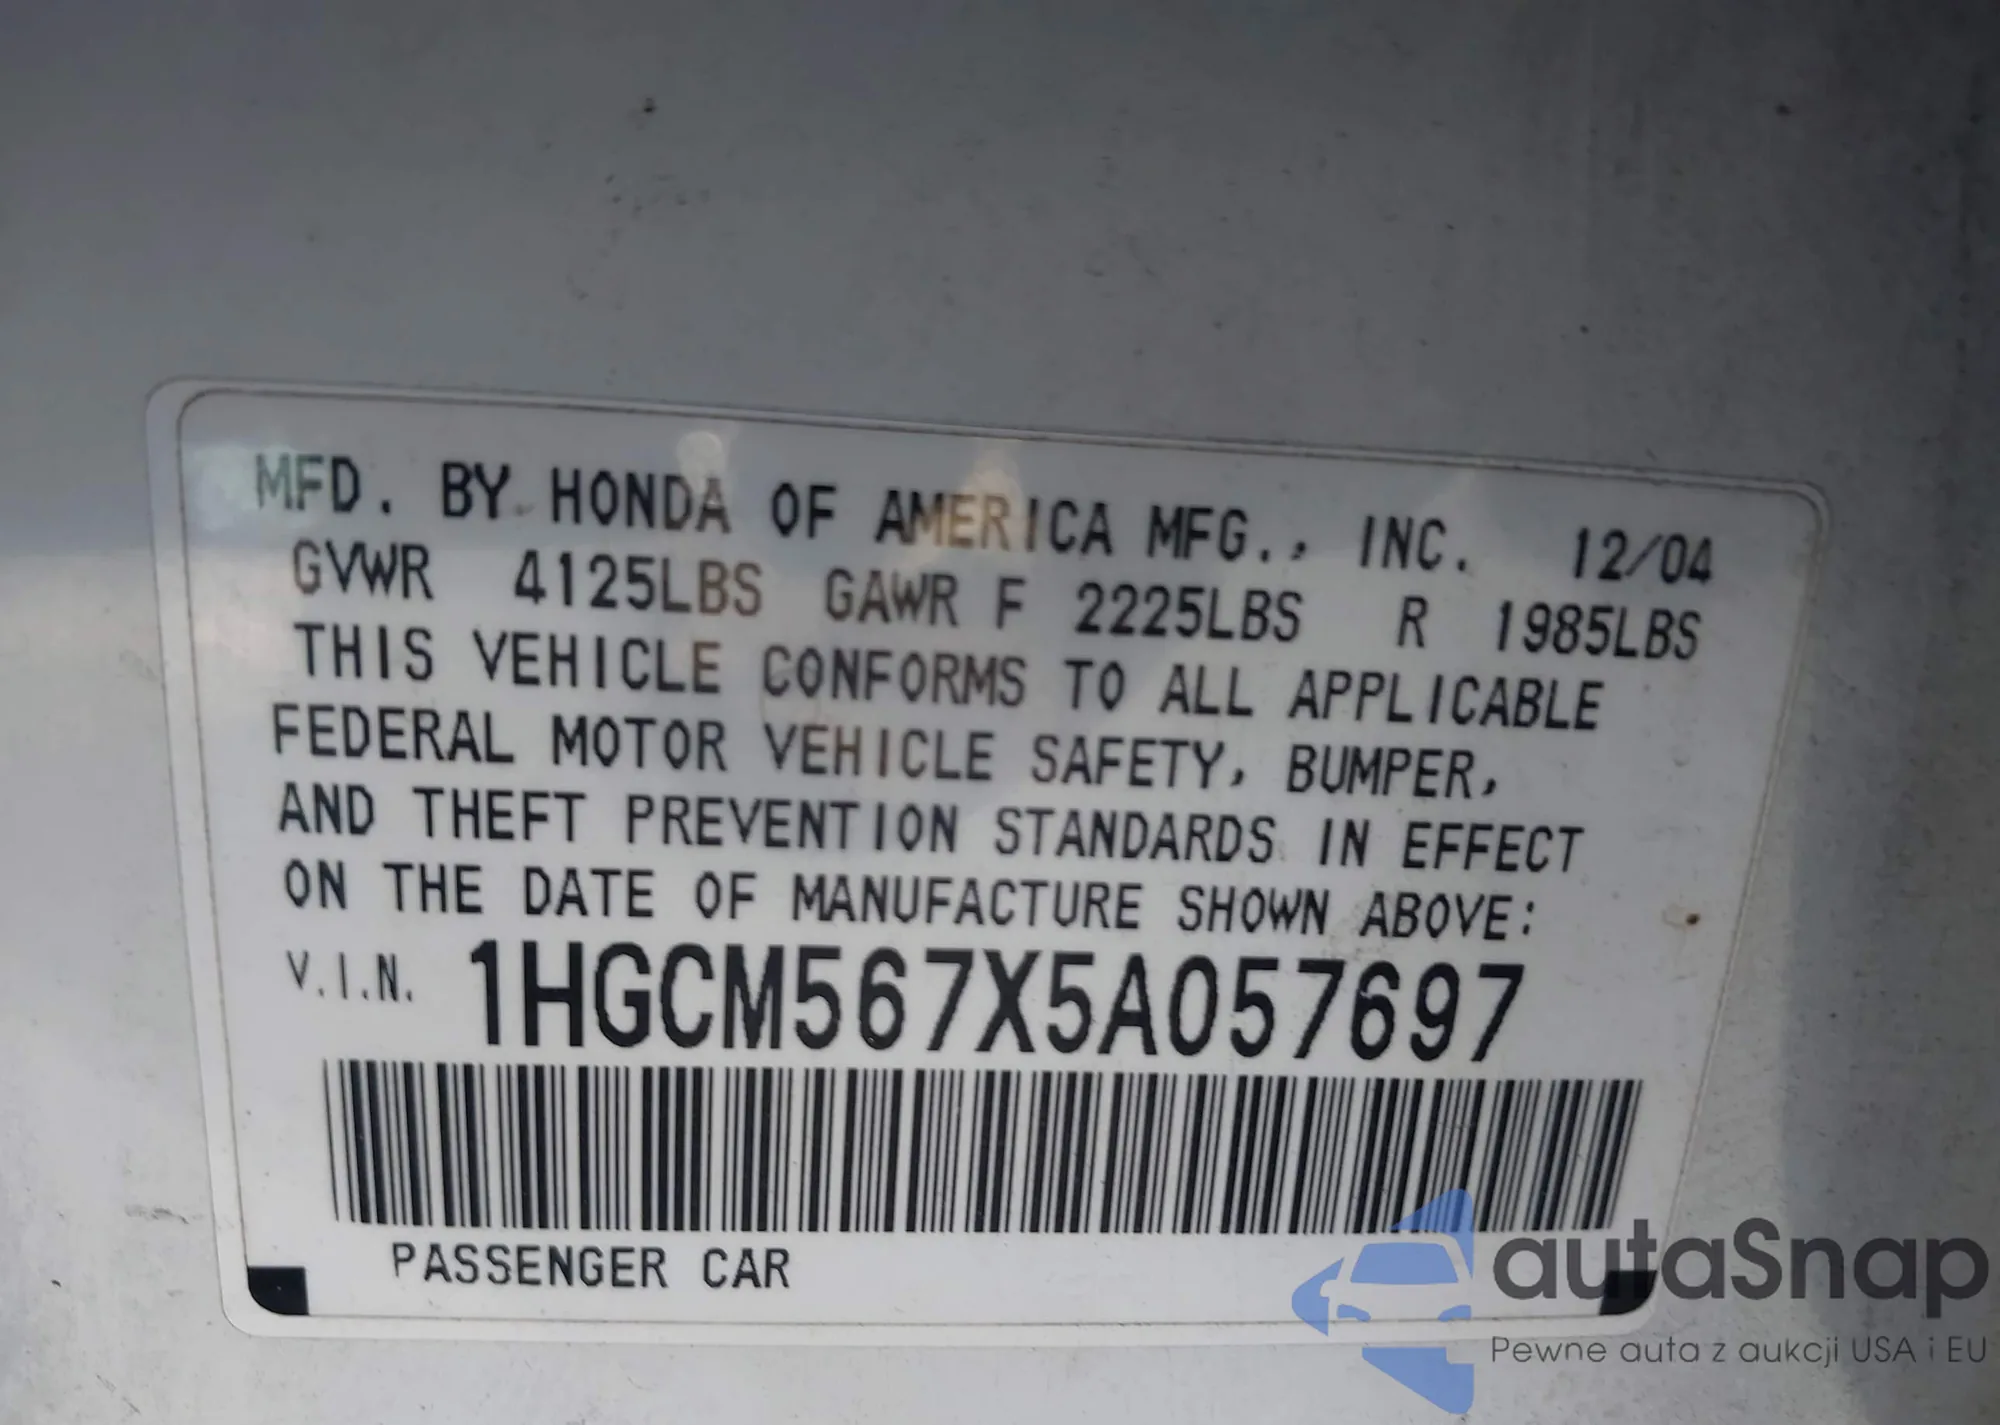 MFD. BY HONDA OF AMERICA MFG., INC. 12/04
GVWR 4125LBS GAWR F 2225LBS R 1985LBS
THIS VEHICLE CONFORMS TO ALL APPLICABLE
FEDERAL MOTOR VEHICLE SAFETY, BUMPER,
AND THEFT PREVENTION STANDARDS IN EFFECT
ON THE DATE OF MANUFACTURE SHOWN ABOVE:
V.I.N. 1HGCM567X5A057697
PASSENGER CAR
autaSnap
Pewne auta z aukcji USA i EU